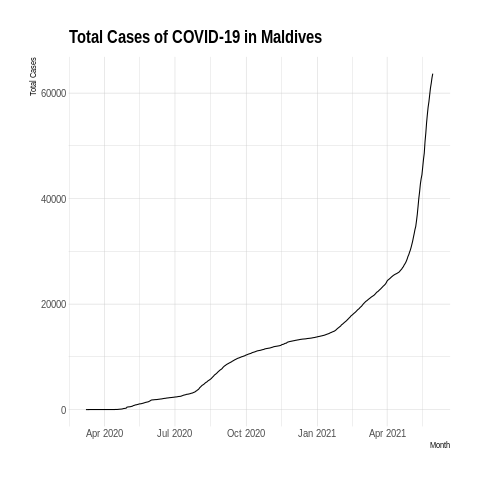 Total Cases of COVID-19 in Maldives
Total Cases
60000
40000
20000
0
Apr 2020 Jul 2020 Oct 2020 Jan 2021 Apr 2021
Month